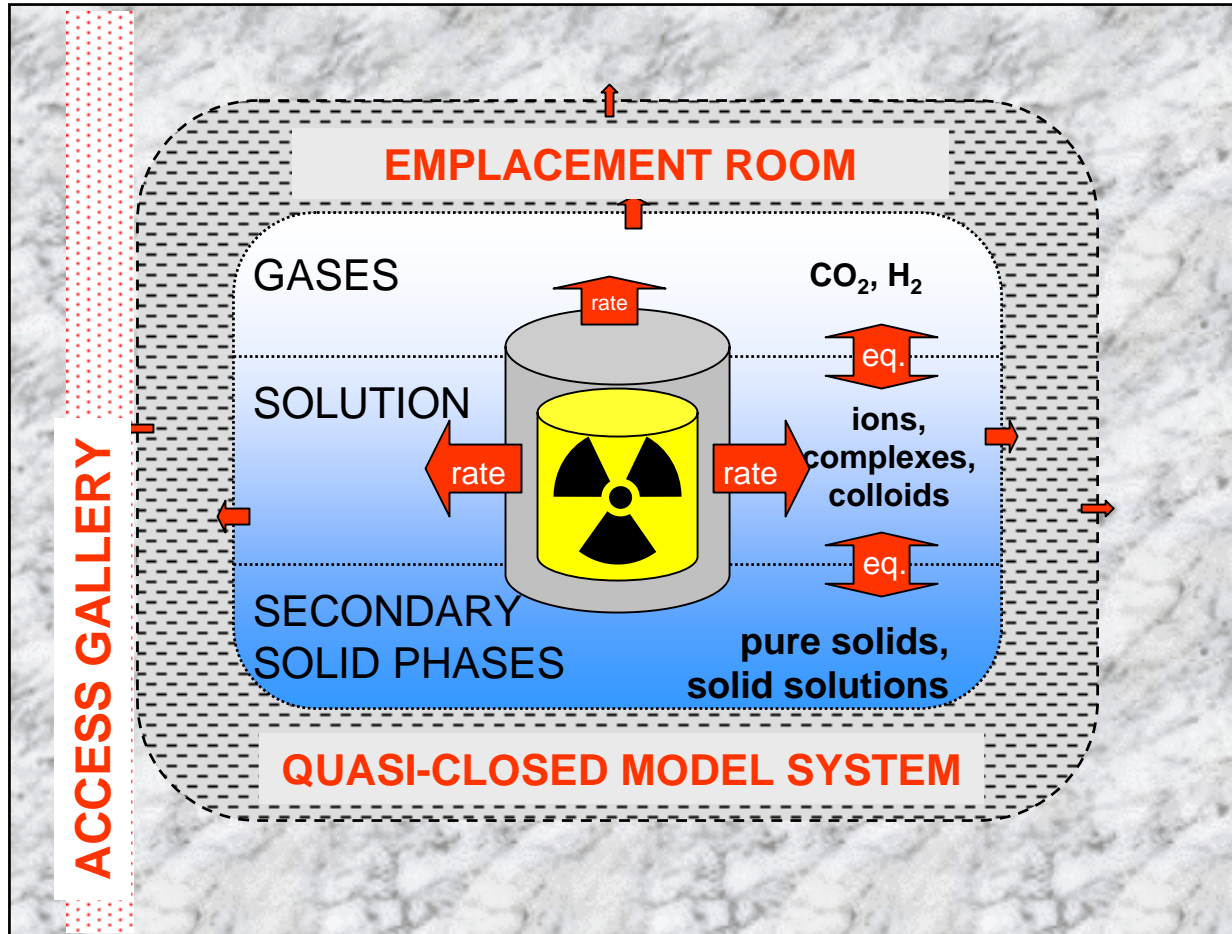 EMPLACEMENT ROOM
GASES
CO₂, H₂
rate
eq.
SOLUTION
ions,
complexes,
colloids
rate
rate
eq.
SECONDARY
SOLID PHASES
pure solids,
solid solutions
QUASI-CLOSED MODEL SYSTEM
ACCESS GALLERY